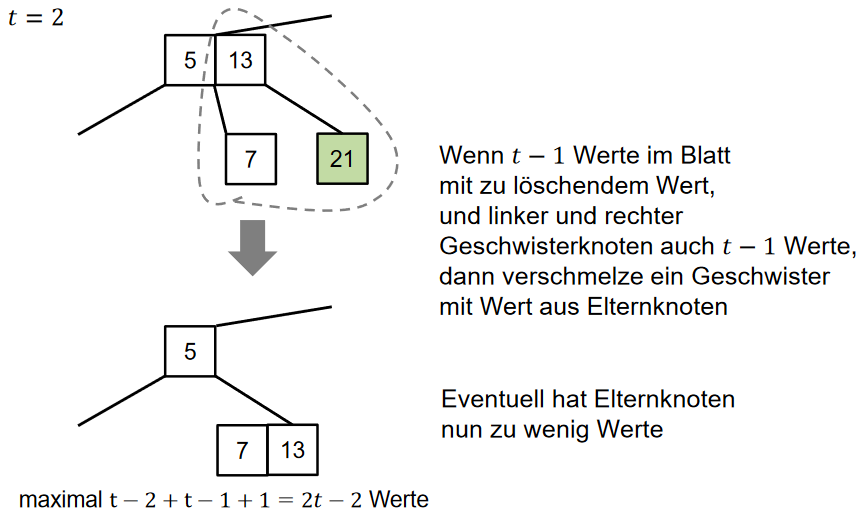 t = 2
5 13
7 21
Wenn t − 1 Werte im Blatt
mit zu löschendem Wert,
und linker und rechter
Geschwisterknoten auch t − 1 Werte,
dann verschmelze ein Geschwister
mit Wert aus Elternknoten
5
Eventuell hat Elternknoten
nun zu wenig Werte
7 13
maximal t − 2 + t − 1 + 1 = 2t − 2 Werte